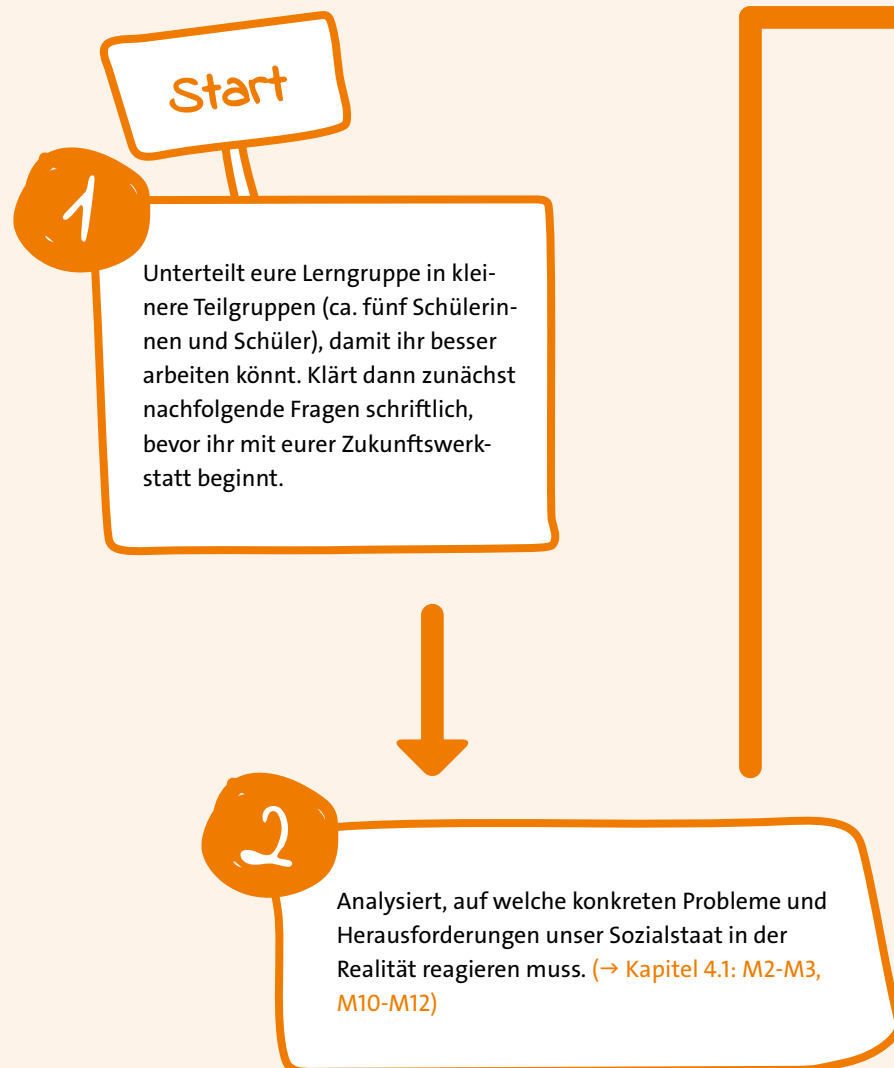 Start
1
Unterteilt eure Lerngruppe in klei-
nere Teilgruppen (ca. fünf Schülerin-
nen und Schüler), damit ihr besser
arbeiten könnt. Klärt dann zunächst
nachfolgende Fragen schriftlich,
bevor ihr mit eurer Zukunftswerk-
statt beginnt.
2
Analysiert, auf welche konkreten Probleme und
Herausforderungen unser Sozialstaat in der
Realität reagieren muss. (→ Kapitel 4.1: M2-M3,
M10-M12)